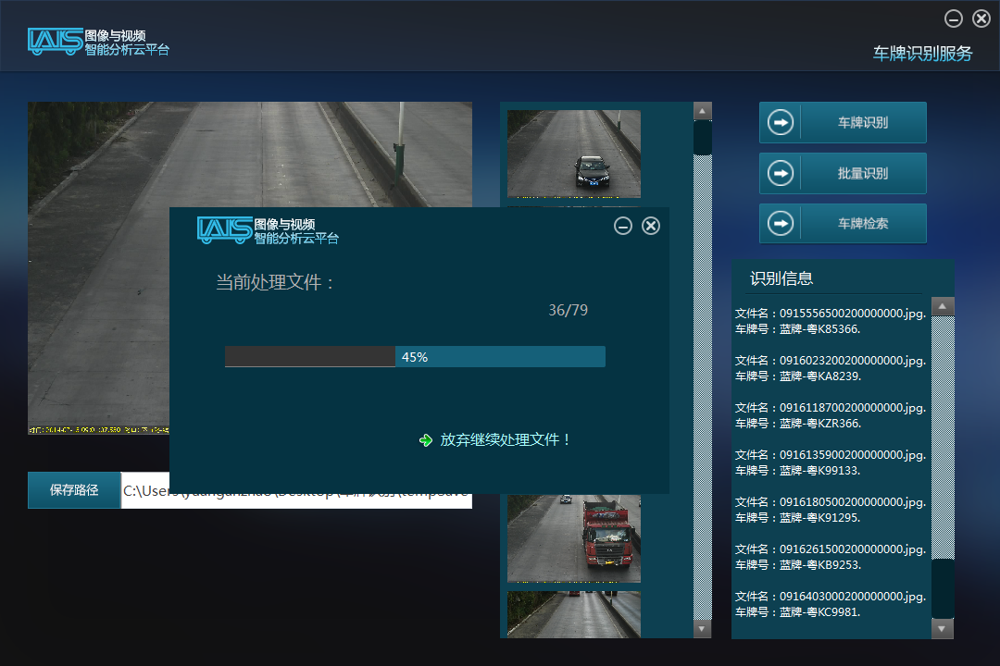 IAIS 图像与视频
智能分析云平台
车牌识别服务
车牌识别
批量识别
车牌检索
IAIS 图像与视频
智能分析云平台
当前处理文件：
36/79
45%
放弃继续处理文件！
保存路径
C:\Users
识别信息
文件名：0915556500200000000.jpg.
车牌号：蓝牌-粤K85366.
文件名：0916023200200000000.jpg.
车牌号：蓝牌-粤KA8239.
文件名：0916118700200000000.jpg.
车牌号：蓝牌-粤KZR366.
文件名：0916135900200000000.jpg.
车牌号：蓝牌-粤K99133.
文件名：0916180500200000000.jpg.
车牌号：蓝牌-粤K91295.
文件名：0916261500200000000.jpg.
车牌号：蓝牌-粤KB9253.
文件名：0916403000200000000.jpg.
车牌号：蓝牌-粤KC9981.